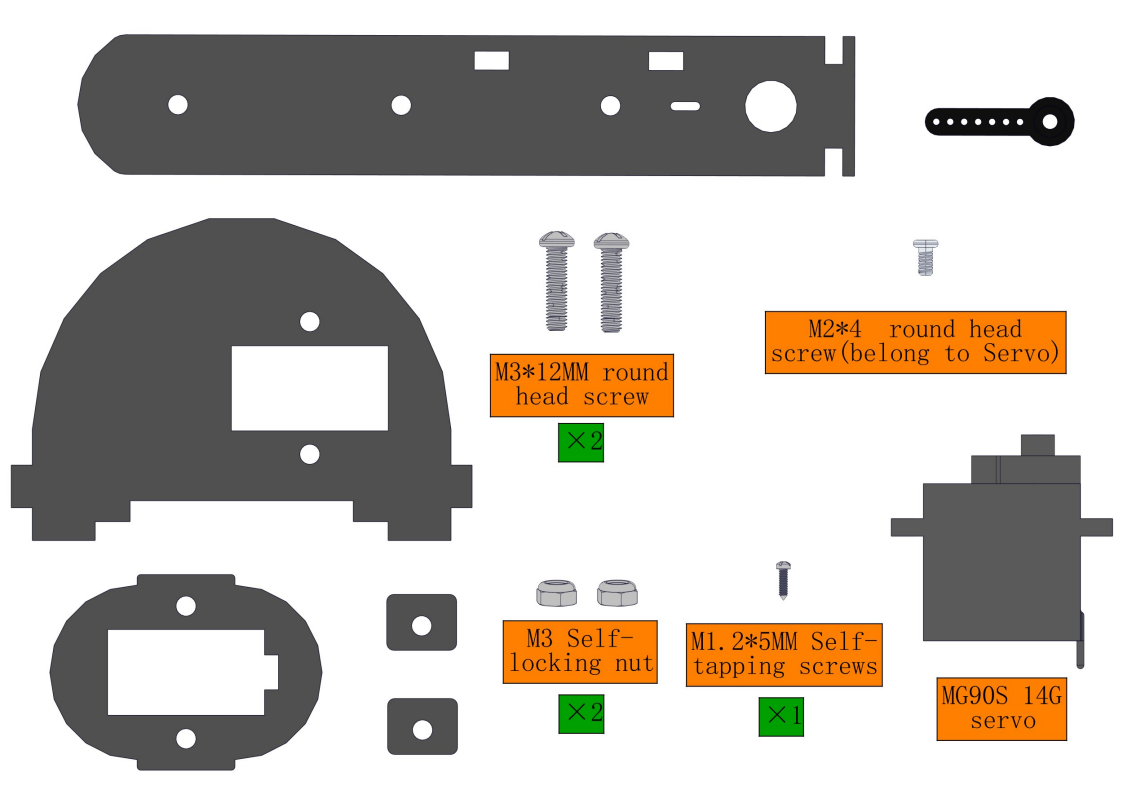 M2*4  round head
screw(belong to Servo)
M3*12MM round
head screw
×2
M3 Self-
locking nut
×2
M1.2*5MM Self-
tapping screws
×1
MG90S 14G
servo